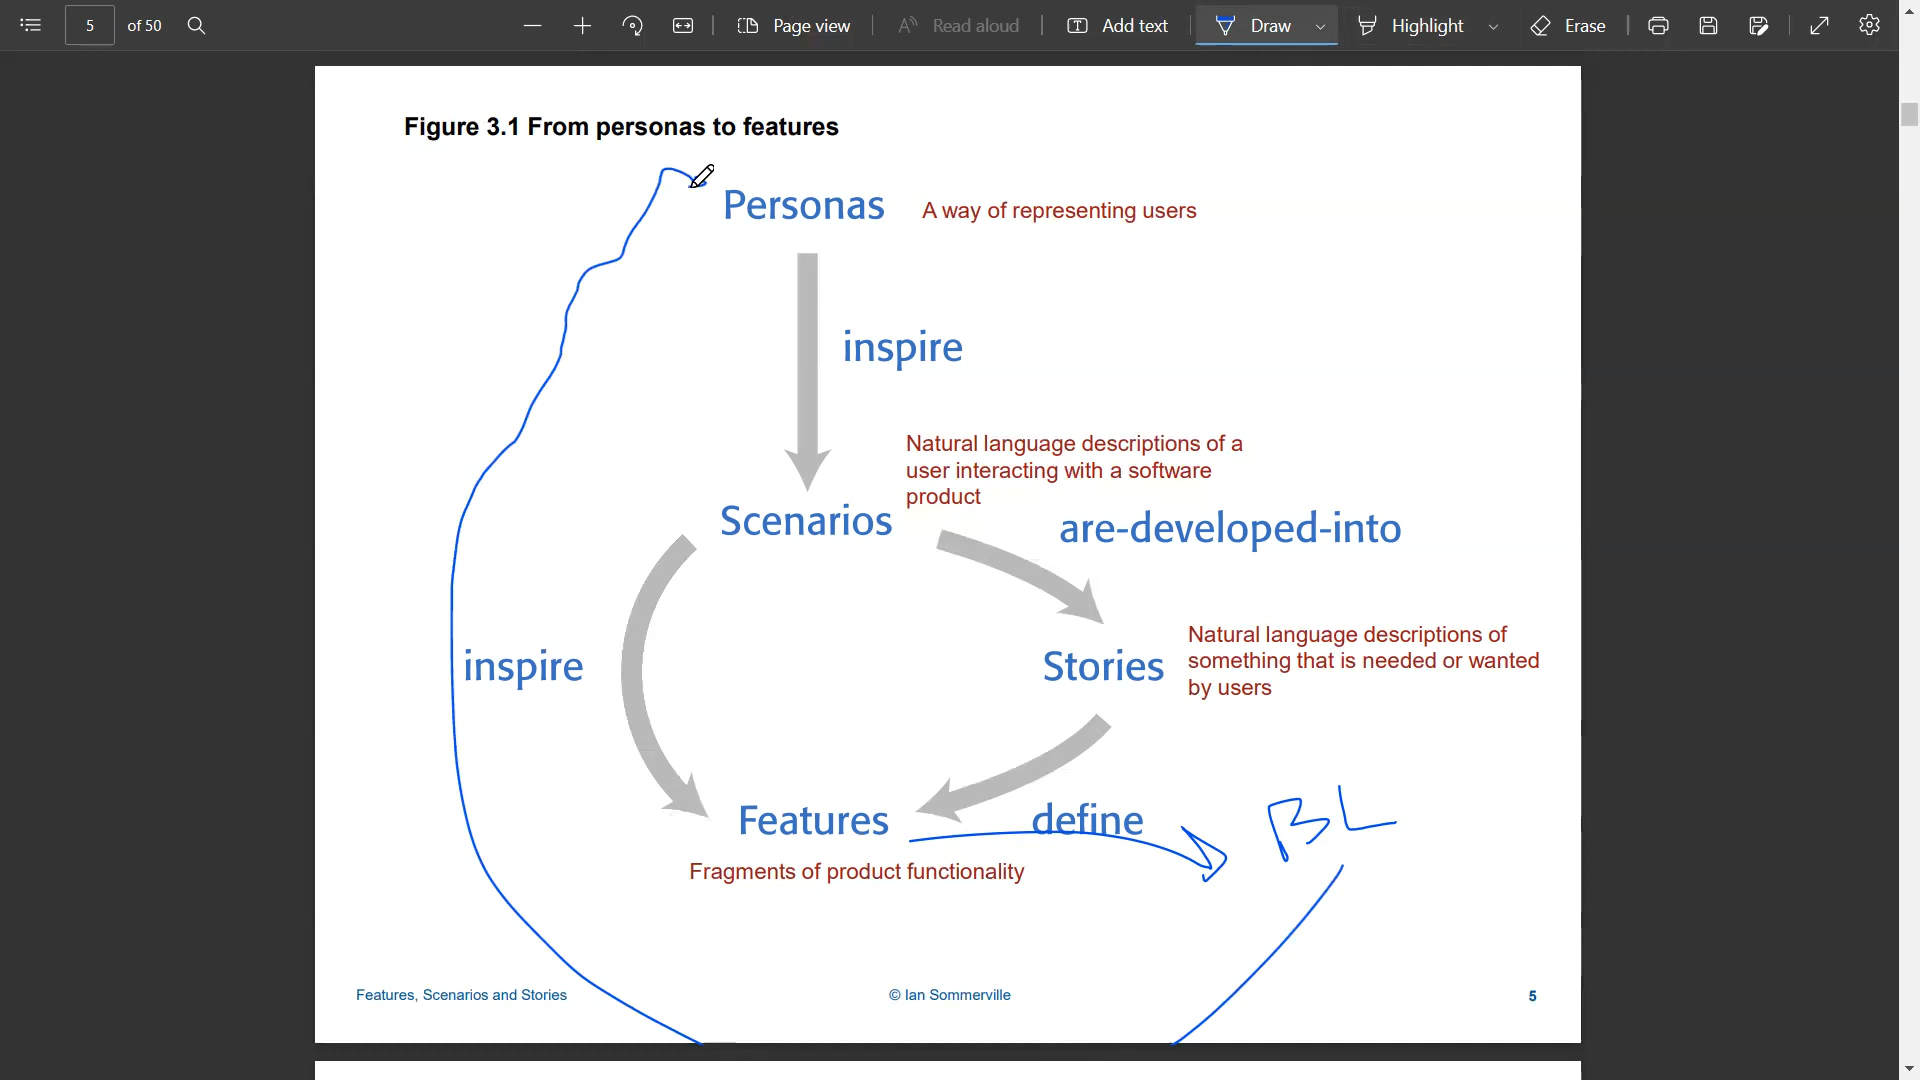 5 of 50 Page view Read aloud Add text Draw Highlight Erase
Figure 3.1 From personas to features
Personas A way of representing users
inspire
Natural language descriptions of a
user interacting with a software
product
Scenarios are-developed-into
Natural language descriptions of
something that is needed or wanted
by users
inspire Stories
Features define BL
Fragments of product functionality
Features, Scenarios and Stories © Ian Sommerville 5